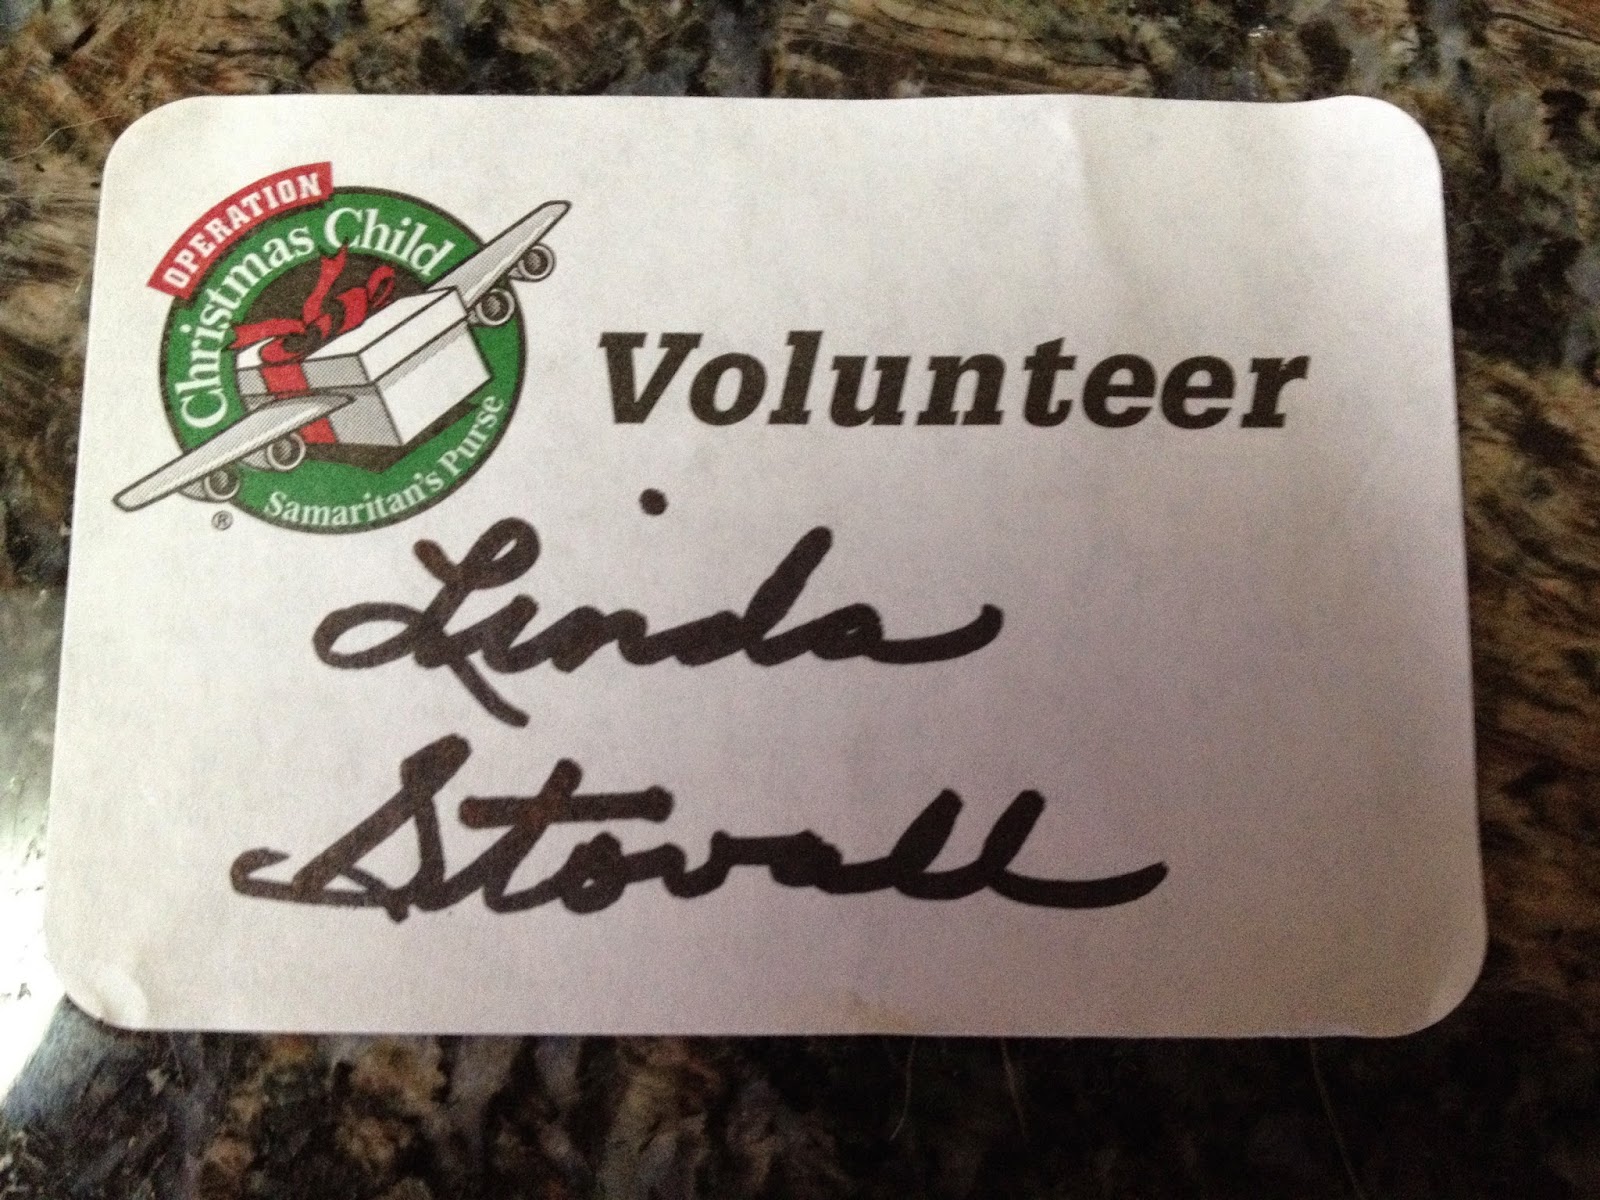 OPERATION
Christmas Child
Samaritan's Purse
®
Volunteer
Linda
Stovall